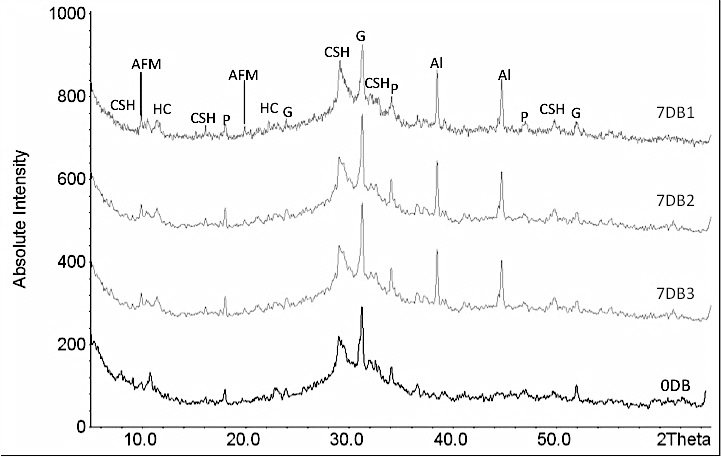 1000
G
CSH
AFM
AFM
Al
Al
CSH
P
800
CSH
HC
CSH
P
HC
G
CSH
P
G
7DB1
Absolute Intensity
600
7DB2
400
7DB3
200
0DB
0
10.0 20.0 30.0 40.0 50.0 2Theta